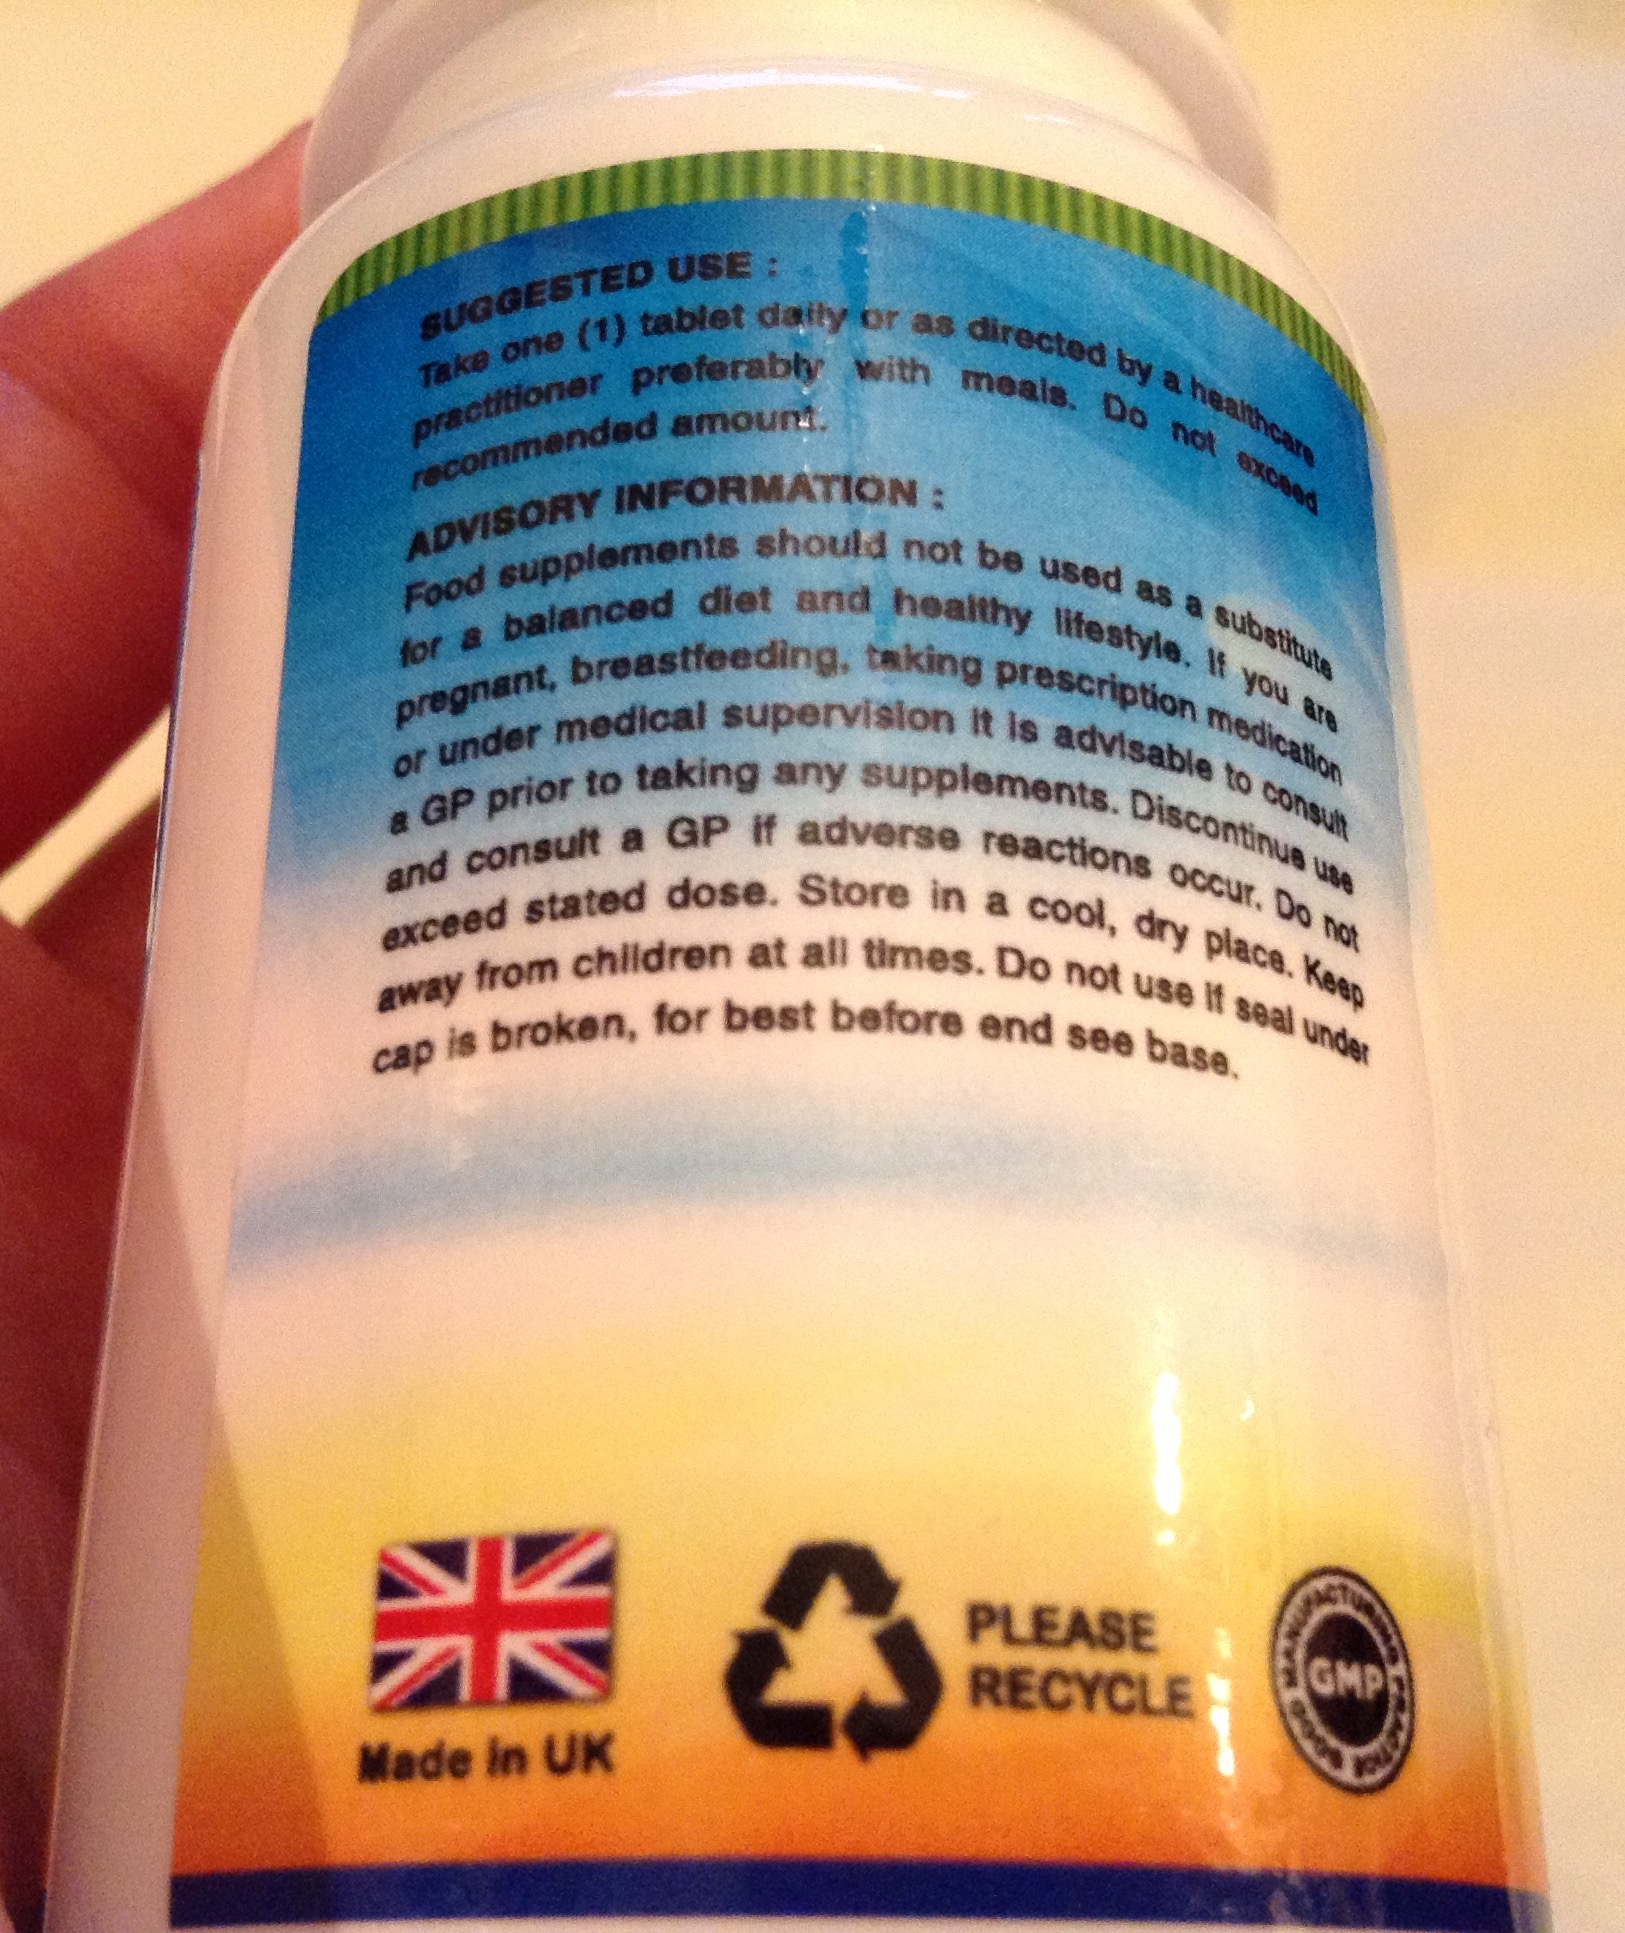 SUGGESTED USE :
Take one (1) tablet daily or as directed by a healthcare
practitioner preferably with meals. Do not exceed
recommended amount.
ADVISORY INFORMATION :
Food supplements should not be used as a substitute
for a balanced diet and healthy lifestyle. If you are
pregnant, breastfeeding, taking prescription medication
or under medical supervision it is advisable to consult
a GP prior to taking any supplements. Discontinue use
and consult a GP if adverse reactions occur. Do not
exceed stated dose. Store in a cool, dry place. Keep
away from children at all times. Do not use if seal under
cap is broken, for best before end see base.
Made in UK
PLEASE
RECYCLE
GOOD MANUFACTURING PRACTICE
GMP